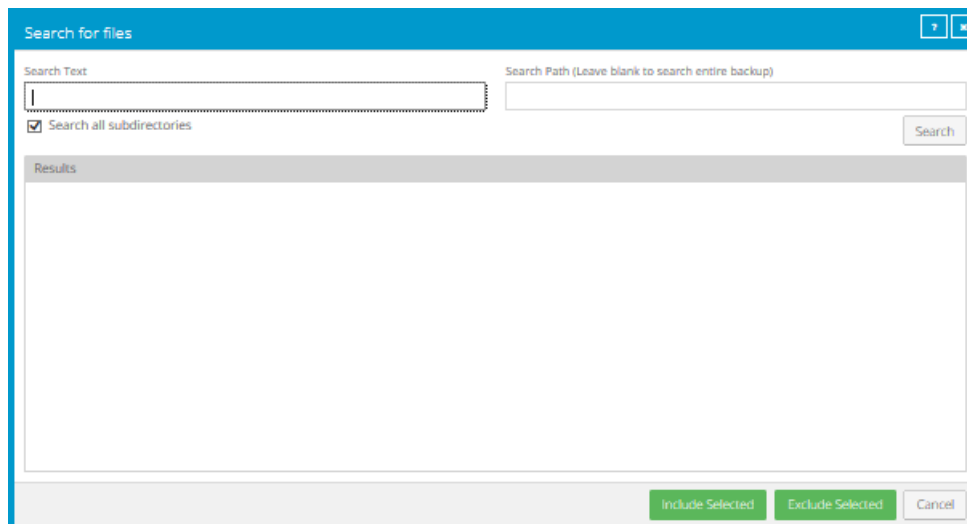 Search for files
?
Search Text
Search Path (Leave blank to search entire backup)
Search all subdirectories
Search
Results
Include Selected
Exclude Selected
Cancel